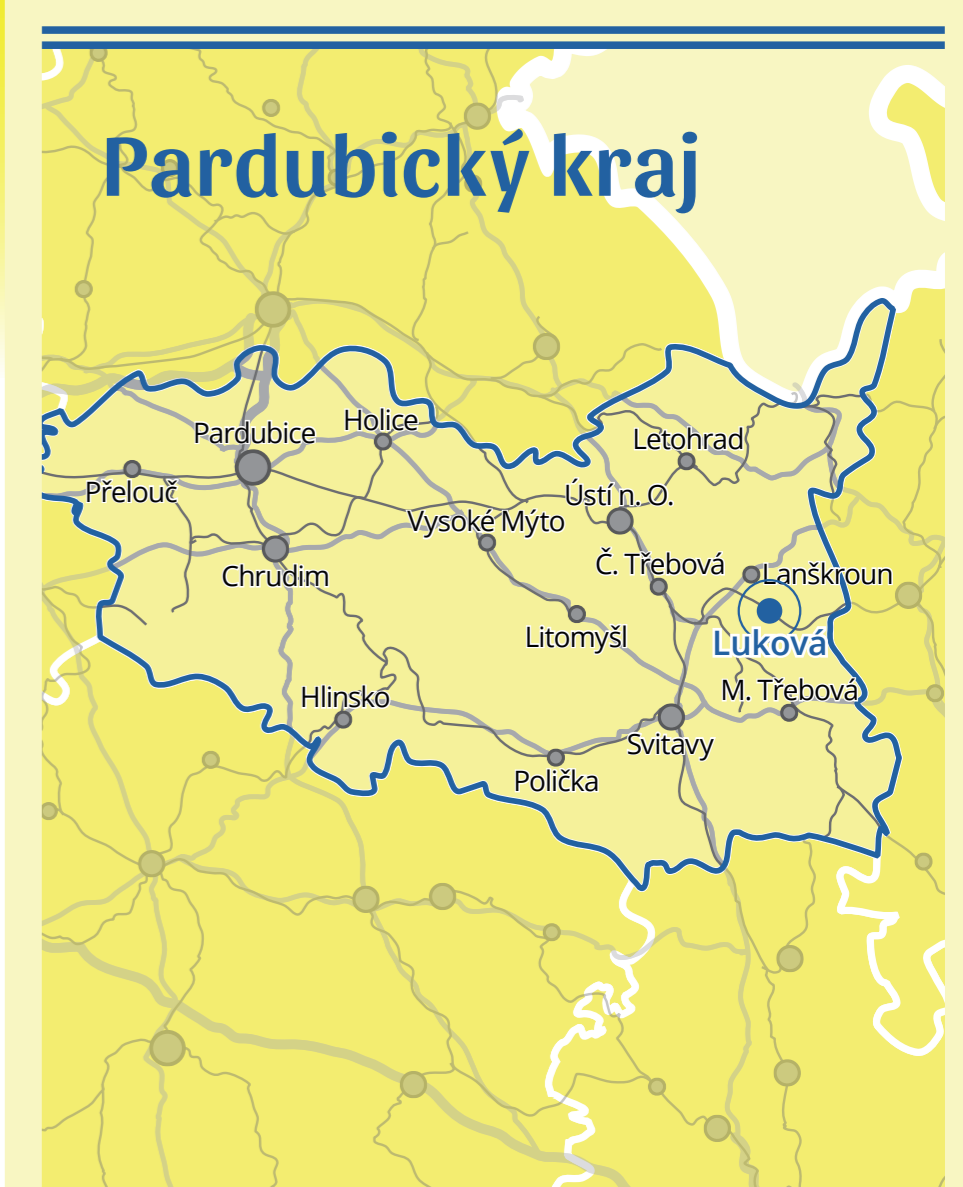 Pardubický kraj
Holice
Pardubice
Letohrad
Přelouč
Ústí n. O.
Vysoké Mýto
Č. Třebová
Lanškroun
Chrudim
Litomyšl
Luková
M. Třebová
Hlinsko
Svitavy
Polička